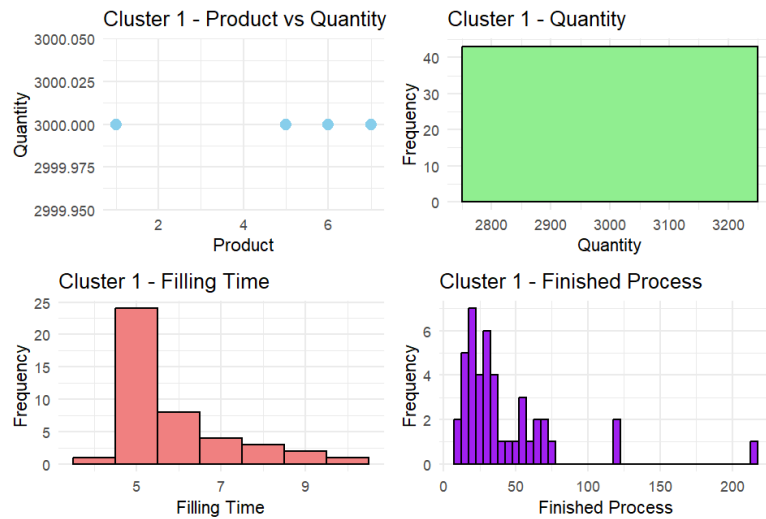 Cluster 1 - Product vs Quantity
3000.050
3000.025
3000.000
2999.975
2999.950
Quantity
2 4 6
Product
Cluster 1 - Quantity
40
30
20
10
0
Frequency
2800 2900 3000 3100 3200
Quantity
Cluster 1 - Filling Time
25
20
15
10
5
0
Frequency
5 7 9
Filling Time
Cluster 1 - Finished Process
6
4
2
0
Frequency
0 50 100 150 200
Finished Process